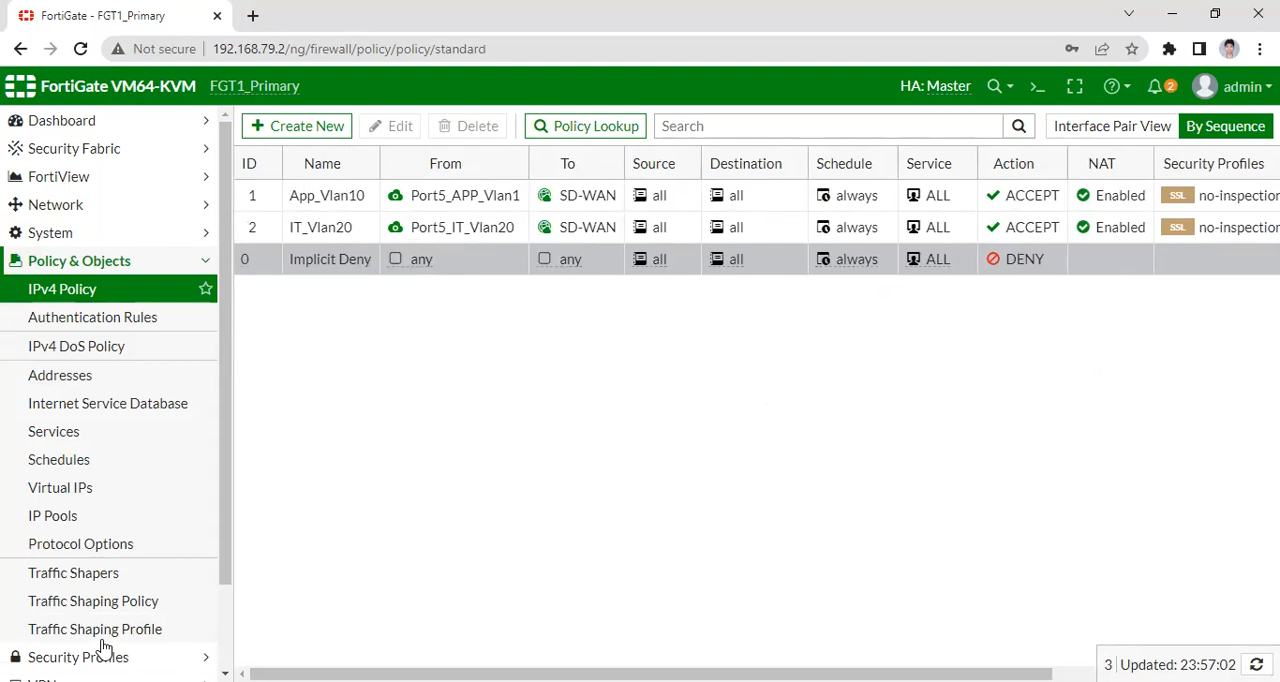 FortiGate - FGT1_Primary
Not secure 192.168.79.2/ng/firewall/policy/policy/standard
FortiGate VM64-KVM FGT1_Primary HA: Master 2 admin
Dashboard
Security Fabric
FortiView
Network
System
Policy & Objects
IPv4 Policy
Authentication Rules
IPv4 DoS Policy
Addresses
Internet Service Database
Services
Schedules
Virtual IPs
IP Pools
Protocol Options
Traffic Shapers
Traffic Shaping Policy
Traffic Shaping Profile
Security Profiles
Create New Edit Delete Policy Lookup Search Interface Pair View By Sequence
ID Name From To Source Destination Schedule Service Action NAT Security Profiles
1 App_Vlan10 Port5_APP_Vlan1 SD-WAN all all always ALL ACCEPT Enabled SSL no-inspection
2 IT_Vlan20 Port5_IT_Vlan20 SD-WAN all all always ALL ACCEPT Enabled SSL no-inspection
0 Implicit Deny any any all all always ALL DENY
3 Updated: 23:57:02